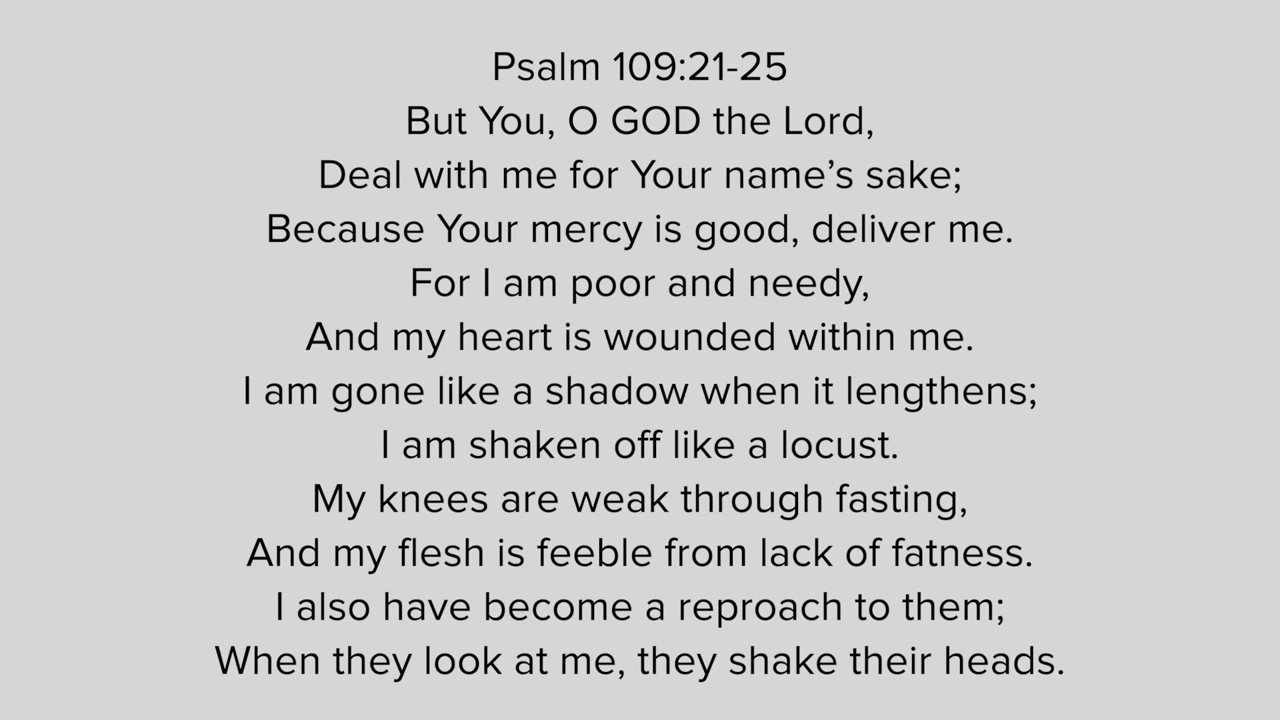 Psalm 109:21-25
But You, O GOD the Lord,
Deal with me for Your name’s sake;
Because Your mercy is good, deliver me.
For I am poor and needy,
And my heart is wounded within me.
I am gone like a shadow when it lengthens;
I am shaken off like a locust.
My knees are weak through fasting,
And my flesh is feeble from lack of fatness.
I also have become a reproach to them;
When they look at me, they shake their heads.